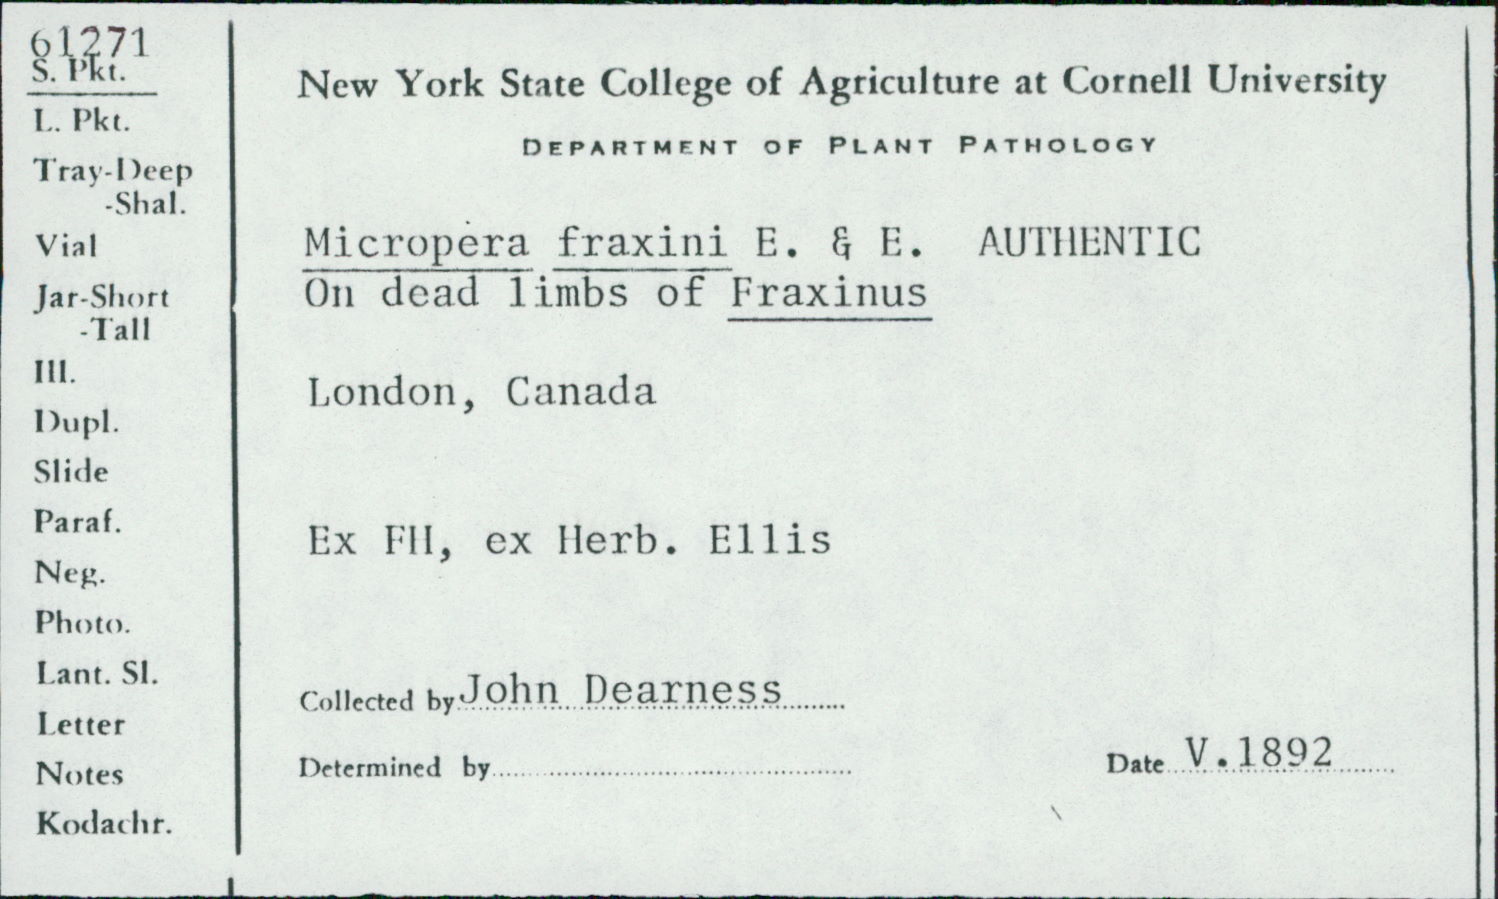 61271
S. Pkt.
L. Pkt.
Tray-Deep
-Shal.
Vial
Jar-Short
-Tall
Ill.
Dupl.
Slide
Paraf.
Neg.
Photo.
Lant. Sl.
Letter
Notes
Kodachr.
New York State College of Agriculture at Cornell University
DEPARTMENT OF PLANT PATHOLOGY
Micropera fraxini E. & E. AUTHENTIC
On dead limbs of Fraxinus
London, Canada
Ex FH, ex Herb. Ellis
Collected by John Dearness
Determined by
Date V.1892